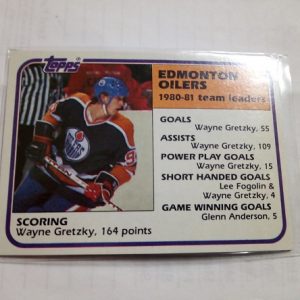 topps
EDMONTON
OILERS
1980-81 team leaders
GOALS
Wayne Gretzky, 55
ASSISTS
Wayne Gretzky, 109
POWER PLAY GOALS
Wayne Gretzky, 15
SHORT HANDED GOALS
Lee Fogolin &
Wayne Gretzky, 4
GAME WINNING GOALS
Glenn Anderson, 5
SCORING
Wayne Gretzky, 164 points